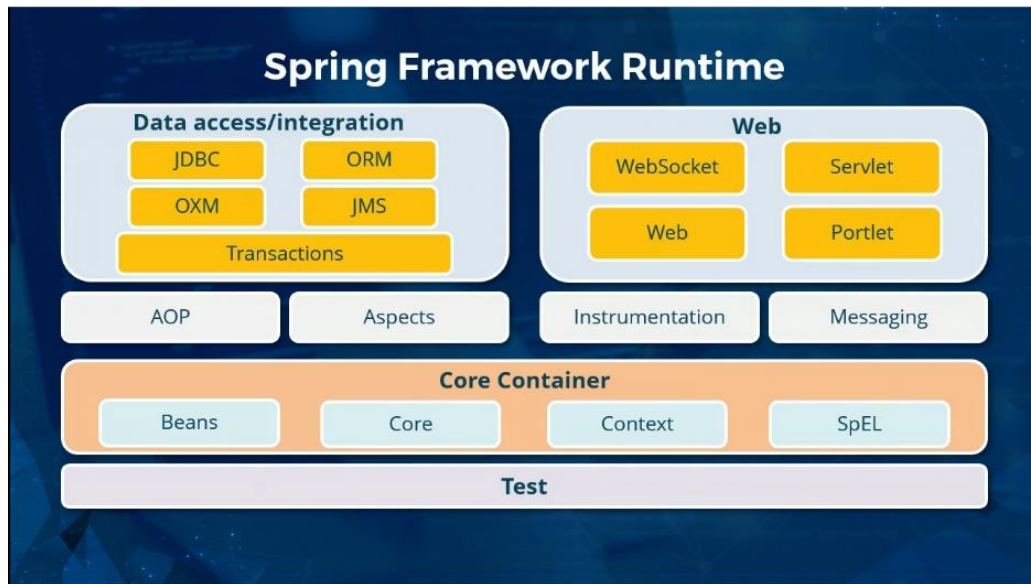 Spring Framework Runtime
Data access/integration
JDBC
ORM
OXM
JMS
Transactions
Web
WebSocket
Servlet
Web
Portlet
AOP
Aspects
Instrumentation
Messaging
Core Container
Beans
Core
Context
SpEL
Test